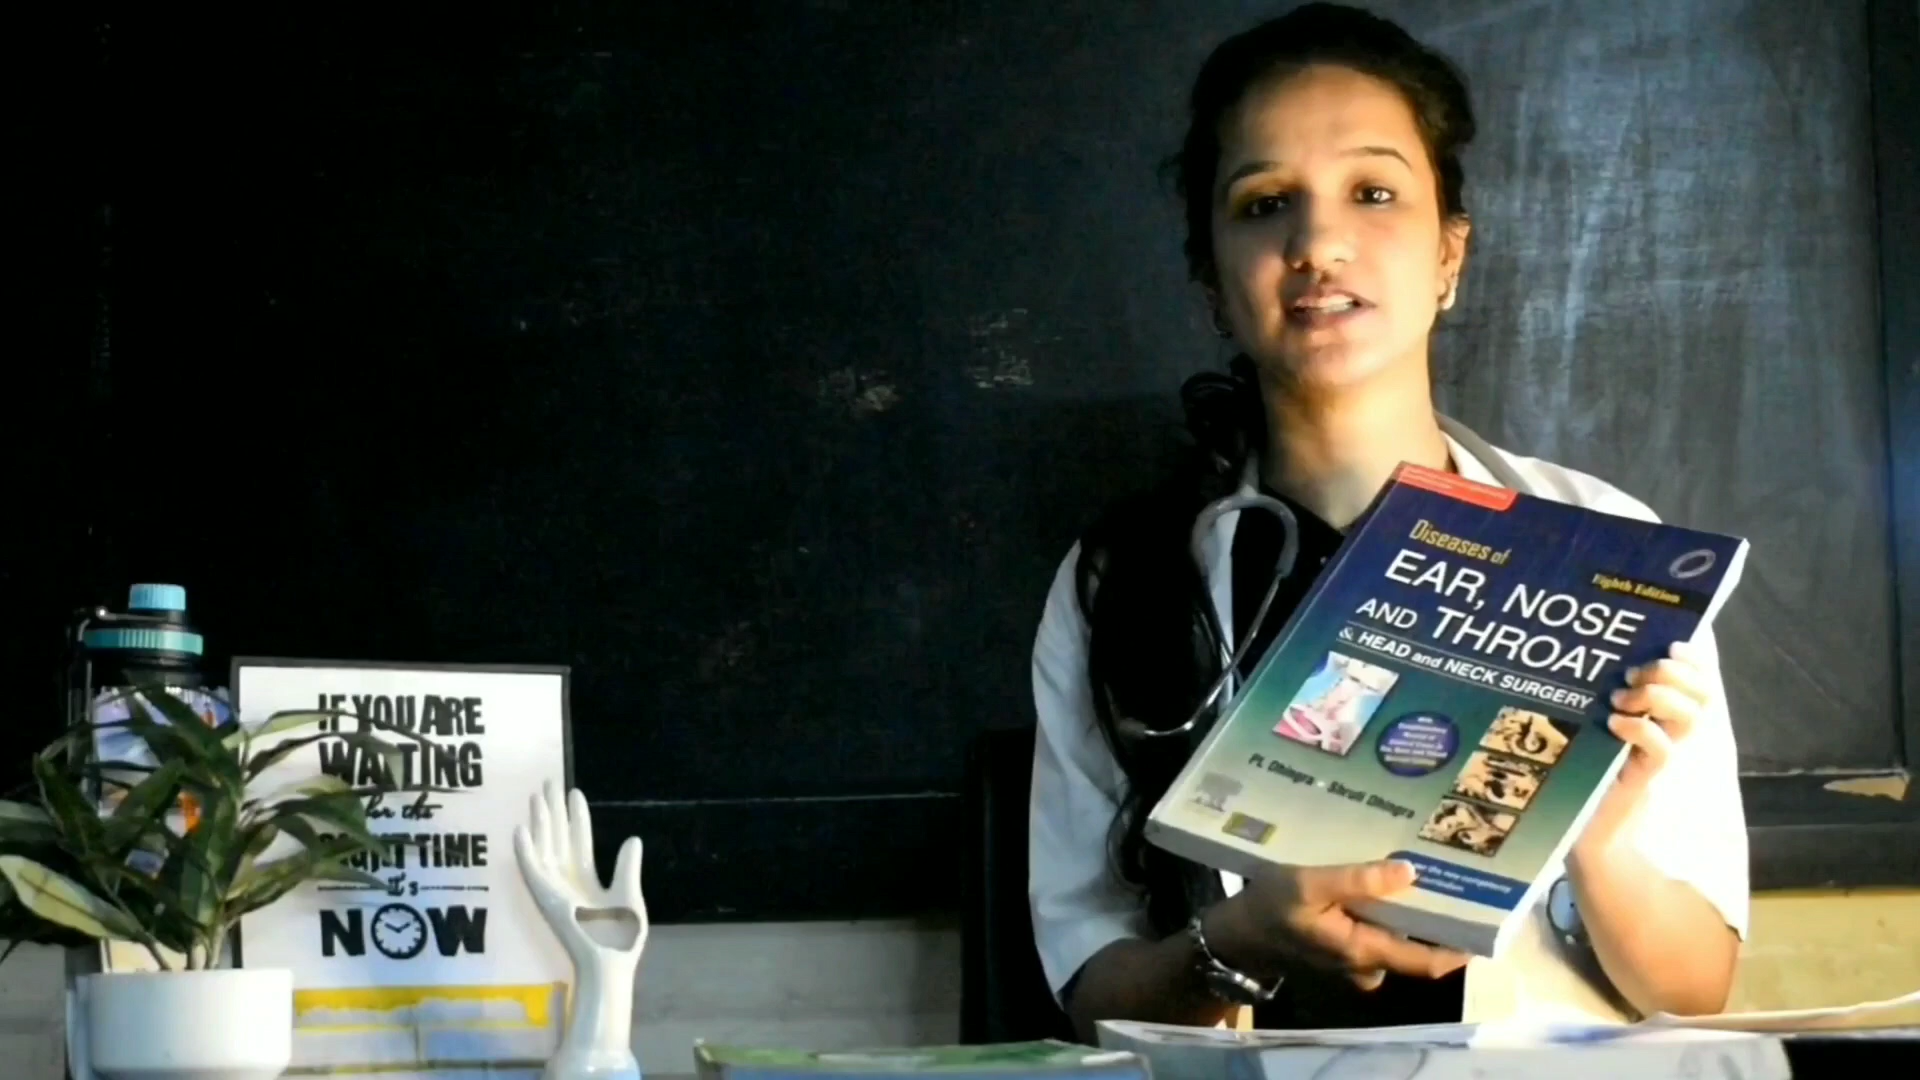 IF YOU ARE
WAITING
for the
RIGHT TIME
it's
NOW
Diseases of
Eighth Edition
EAR, NOSE
AND THROAT
& HEAD and NECK SURGERY
PL Dhingra • Shruti Dhingra